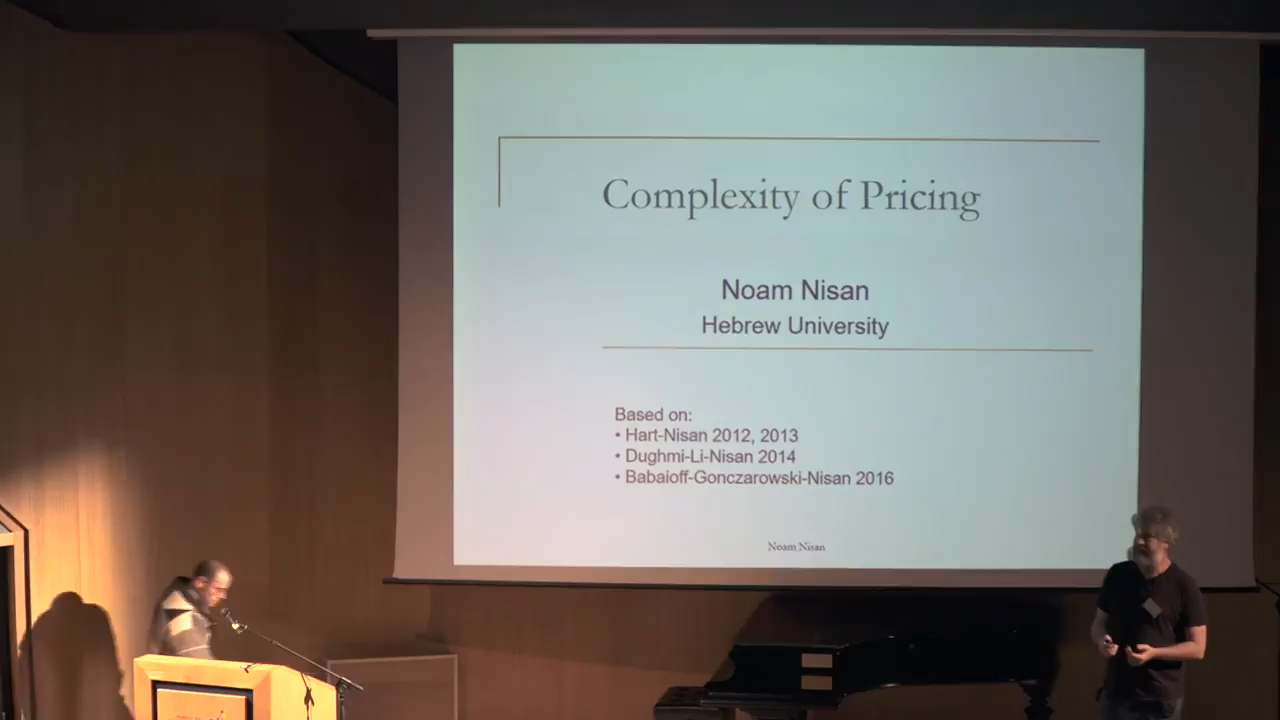 Complexity of Pricing
Noam Nisan
Hebrew University
Based on:
• Hart-Nisan 2012, 2013
• Dughmi-Li-Nisan 2014
• Babaioff-Gonczarowski-Nisan 2016
Noam Nisan